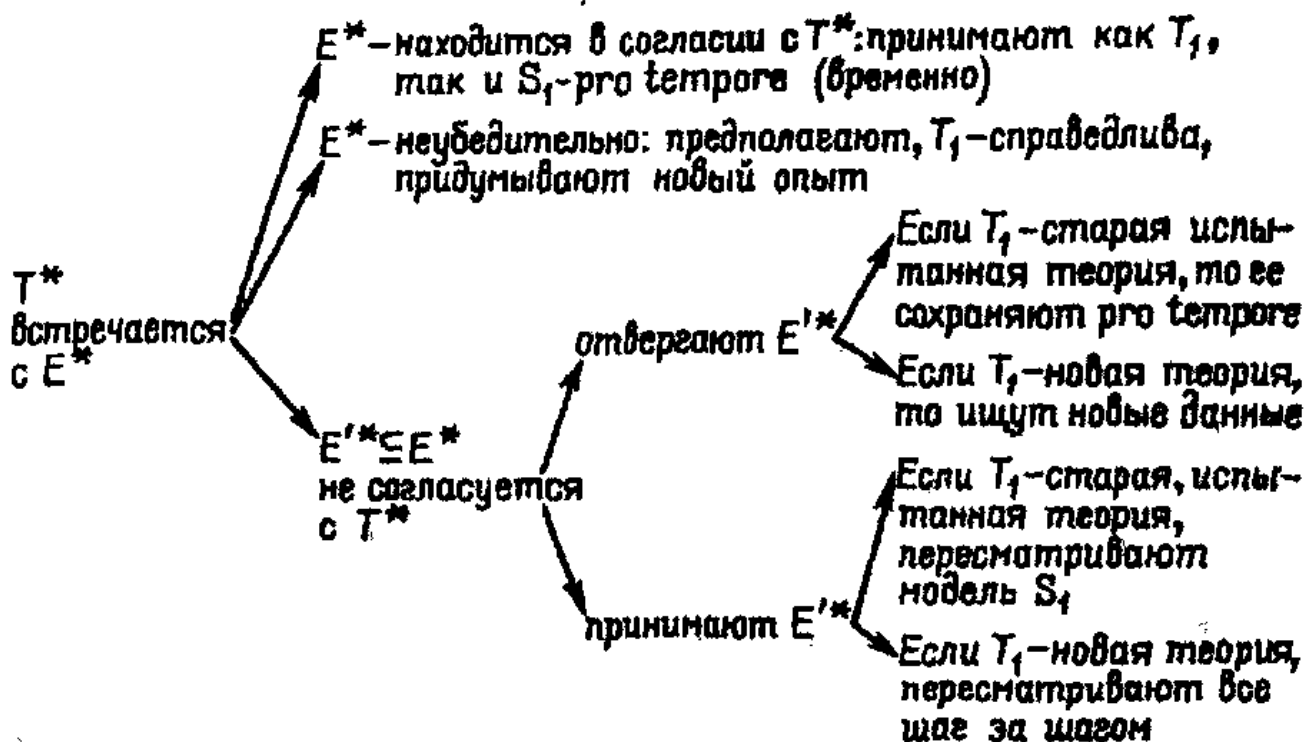 E*–находится в согласии с T*: принимают как T₁,
так и S₁–pro tempore (временно)
E*–неубедительно: предполагают, T₁–справедлива,
придумывают новый опыт
T*
встречается
с E*
E'*⊆E*
не согласуется
с T*
отвергают E'*
Если T₁–старая испы-
танная теория, то ее
сохраняют pro tempore
Если T₁–новая теория,
то ищут новые данные
принимают E'*
Если T₁–старая, испы-
танная теория,
пересматривают
модель S₁
Если T₁–новая теория,
пересматривают все
шаг за шагом